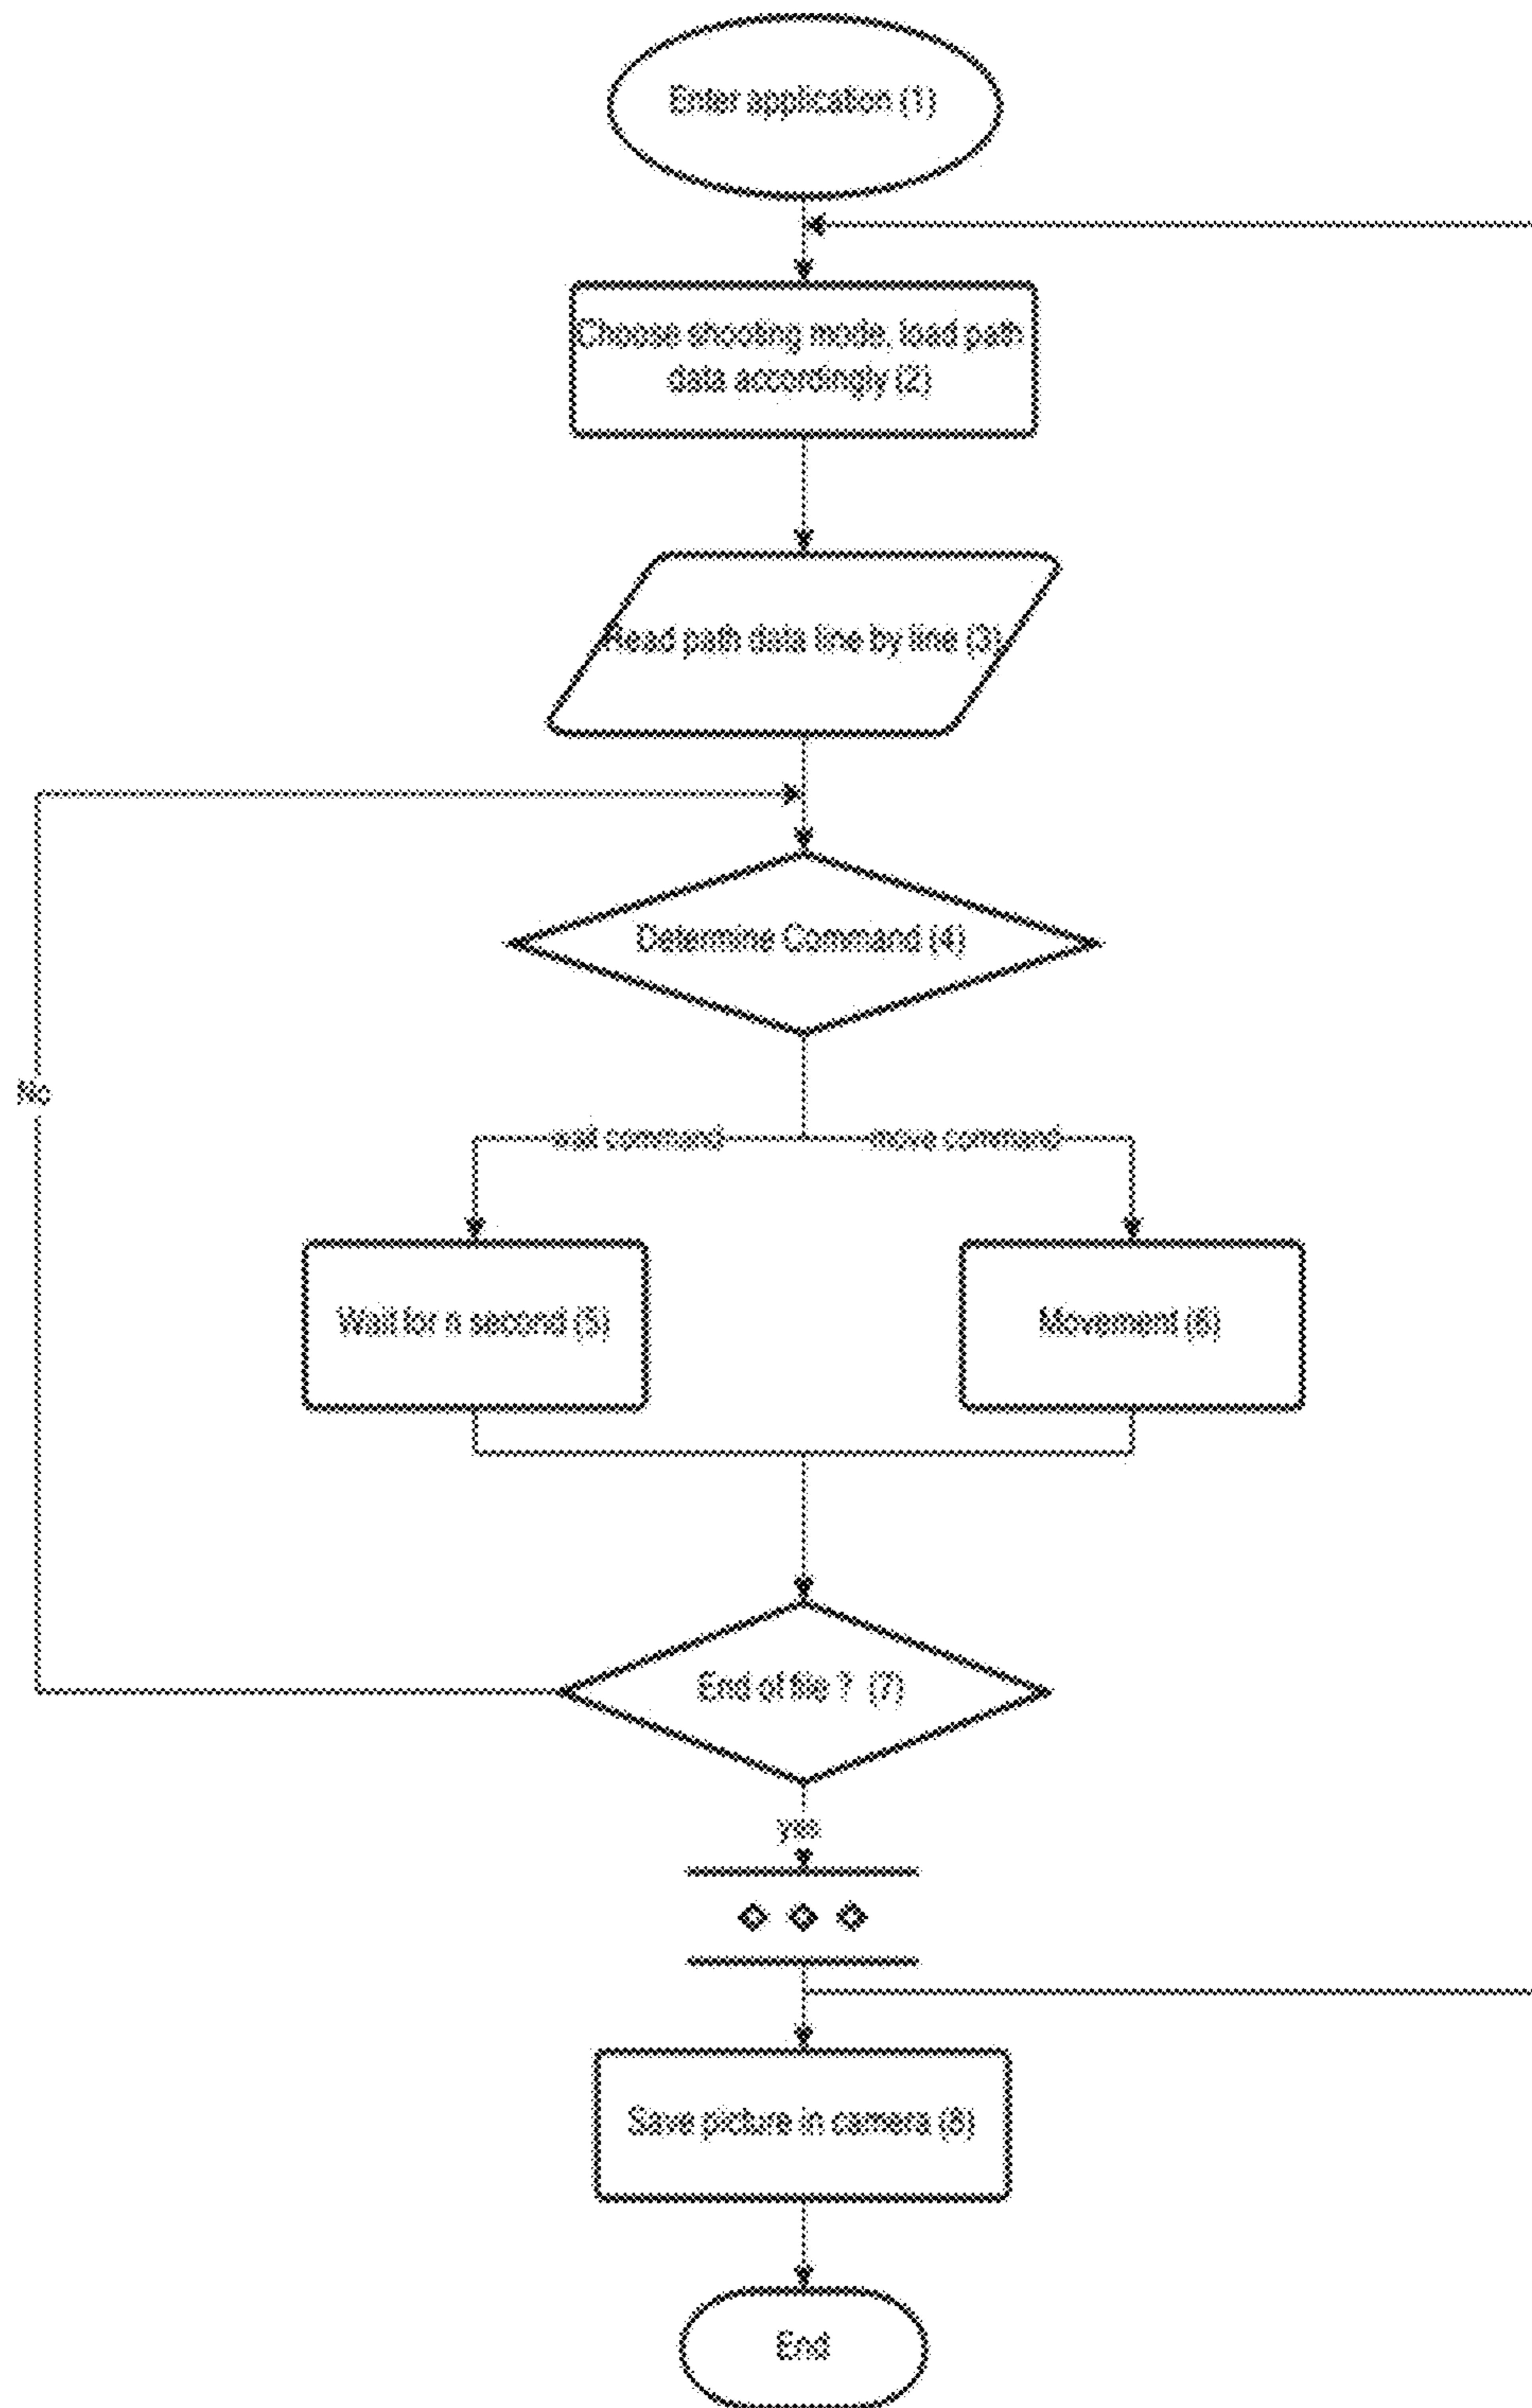 Enter application (1)
Choose shooting mode, load path
data accordingly (2)
Read path data line by line (3)
Determine Command (4)
No
wait command
move command
Wait for n second (5)
Movement (6)
End of file ? (7)
yes
Save picture in camera (8)
End